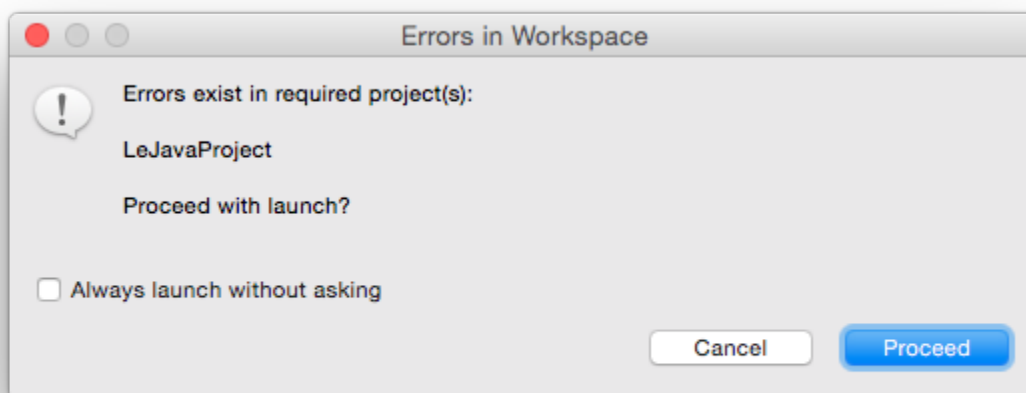 Errors in Workspace
Errors exist in required project(s):
LeJavaProject
Proceed with launch?
Always launch without asking
Cancel
Proceed